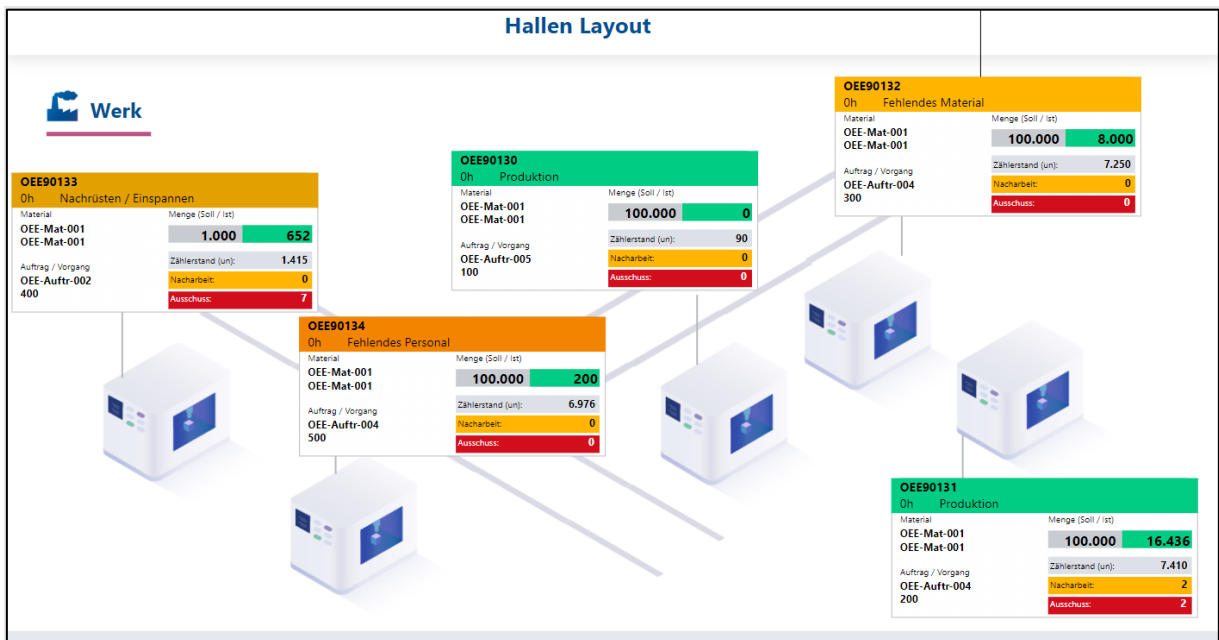 Hallen Layout
Werk
OEE90133
0h Nachrüsten / Einspannen
Material
OEE-Mat-001
OEE-Mat-001
Auftrag / Vorgang
OEE-Auftr-002
400
Menge (Soll / Ist)
1.000 652
Zählerstand (un): 1.415
Nacharbeit: 0
Ausschuss: 7
OEE90134
0h Fehlendes Personal
Material
OEE-Mat-001
OEE-Mat-001
Auftrag / Vorgang
OEE-Auftr-004
500
Menge (Soll / Ist)
100.000 200
Zählerstand (un): 6.976
Nacharbeit: 0
Ausschuss: 0
OEE90130
0h Produktion
Material
OEE-Mat-001
OEE-Mat-001
Auftrag / Vorgang
OEE-Auftr-005
100
Menge (Soll / Ist)
100.000 0
Zählerstand (un): 90
Nacharbeit: 0
Ausschuss: 0
OEE90132
0h Fehlendes Material
Material
OEE-Mat-001
OEE-Mat-001
Auftrag / Vorgang
OEE-Auftr-004
300
Menge (Soll / Ist)
100.000 8.000
Zählerstand (un): 7.250
Nacharbeit: 0
Ausschuss: 0
OEE90131
0h Produktion
Material
OEE-Mat-001
OEE-Mat-001
Auftrag / Vorgang
OEE-Auftr-004
200
Menge (Soll / Ist)
100.000 16.436
Zählerstand (un): 7.410
Nacharbeit: 2
Ausschuss: 2